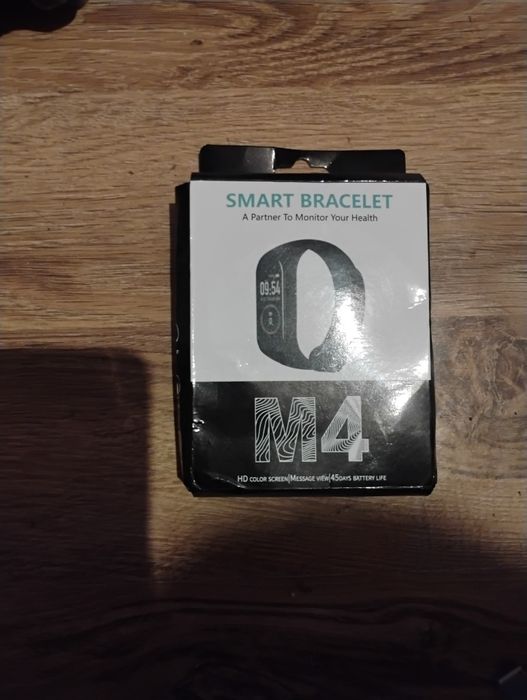 SMART BRACELET
A Partner To Monitor Your Health
09:54
M4
HD COLOR SCREEN|MESSAGE VIEW|45DAYS BATTERY LIFE